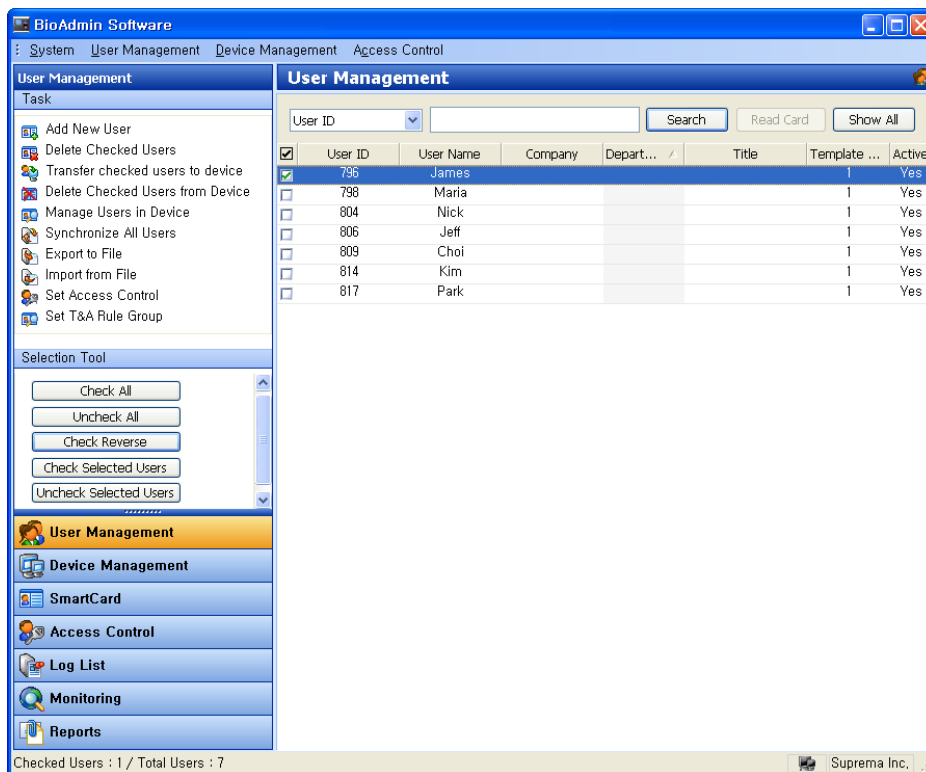 BioAdmin Software
System User Management Device Management Access Control
User Management
Task
Add New User
Delete Checked Users
Transfer checked users to device
Delete Checked Users from Device
Manage Users in Device
Synchronize All Users
Export to File
Import from File
Set Access Control
Set T&A Rule Group
Selection Tool
Check All
Uncheck All
Check Reverse
Check Selected Users
Uncheck Selected Users
User Management
Device Management
SmartCard
Access Control
Log List
Monitoring
Reports
User Management
User ID Search Read Card Show All
User ID User Name Company Depart... Title Template ... Active
796 James 1 Yes
798 Maria 1 Yes
804 Nick 1 Yes
806 Jeff 1 Yes
809 Choi 1 Yes
814 Kim 1 Yes
817 Park 1 Yes
Checked Users : 1 / Total Users : 7 Suprema Inc,